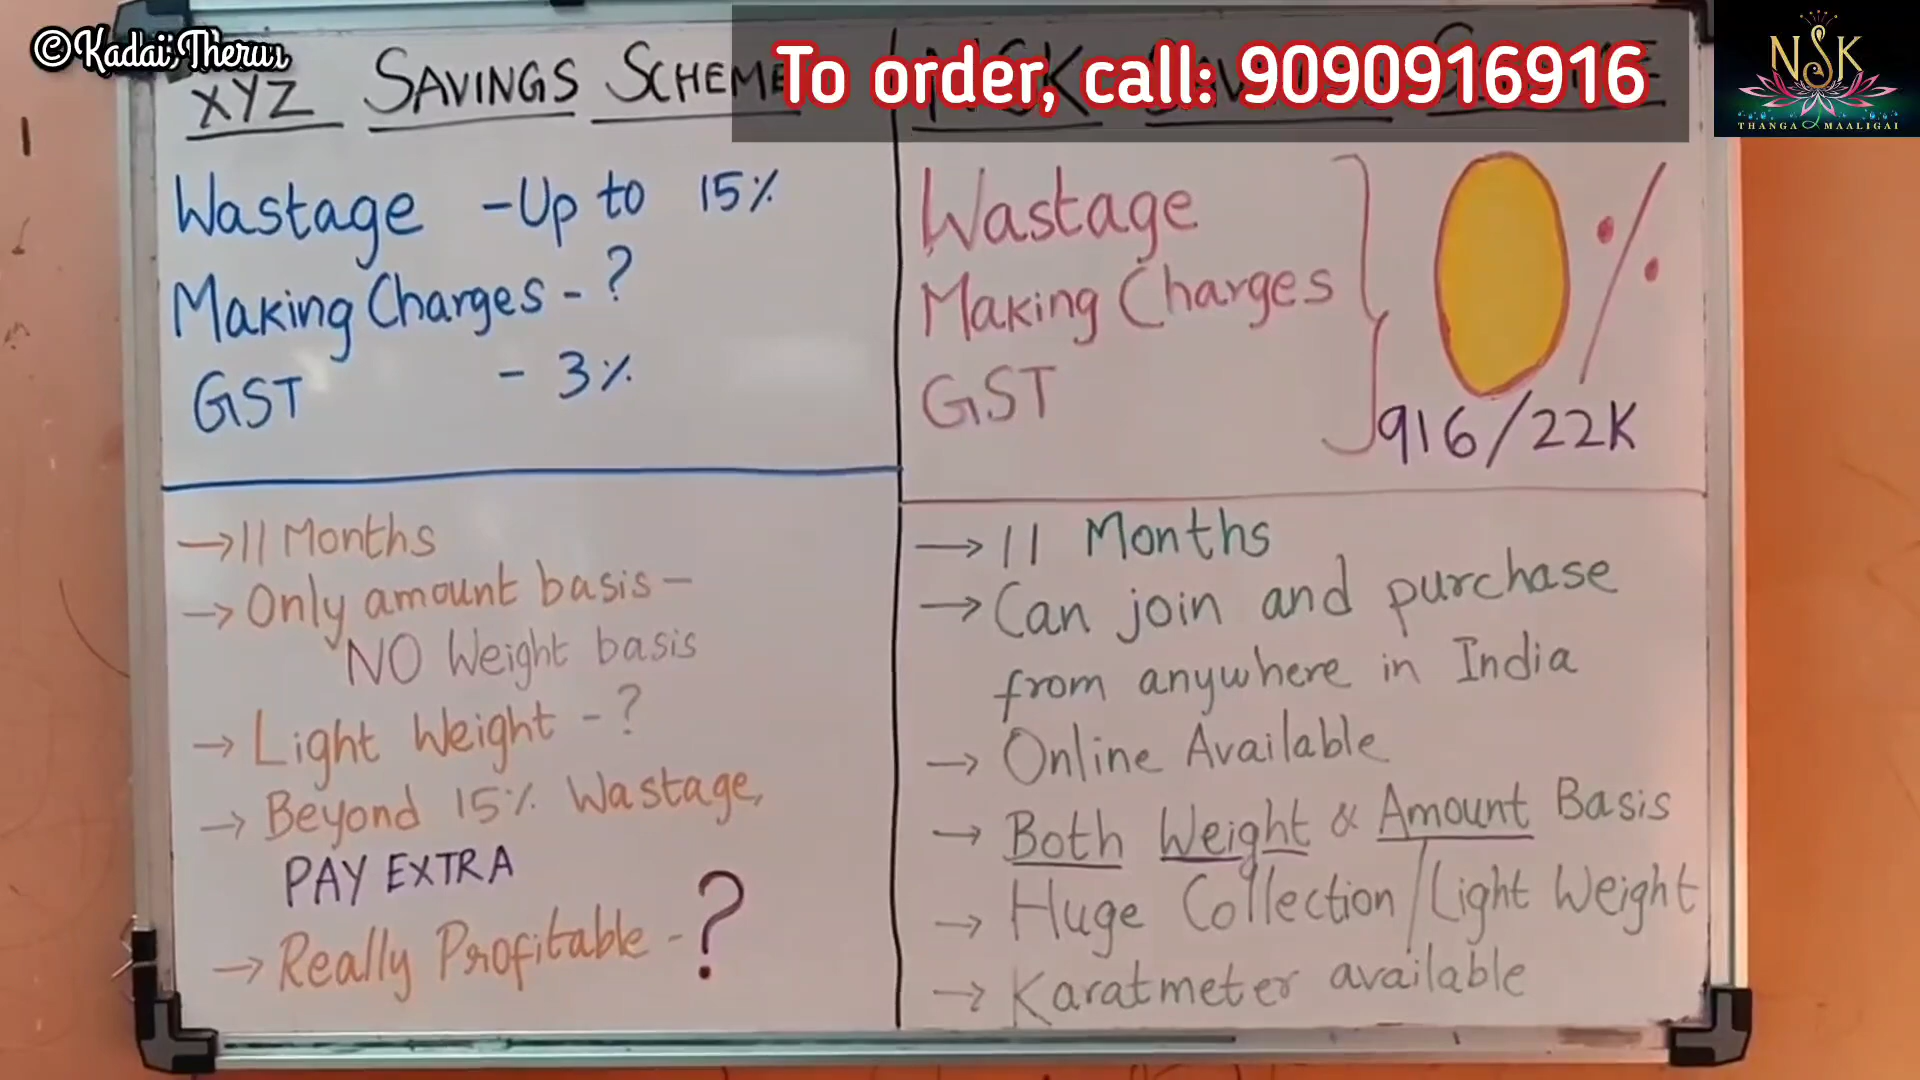 ©Kadai Theru
To order, call: 9090916916
NSK
THANGA MAALIGAI
XYZ SAVINGS SCHEME
NSK
Wastage - Up to 15%
Making Charges - ?
GST - 3%
Wastage
Making Charges
GST
0 %
916/22K
→ 11 Months
→ Only amount basis –
NO Weight basis
→ Light Weight - ?
→ Beyond 15% Wastage,
PAY EXTRA
→ Really Profitable - ?
→ 11 Months
→ Can join and purchase
from anywhere in India
→ Online Available
→ Both Weight & Amount Basis
→ Huge Collection / Light Weight
→ Karatmeter available